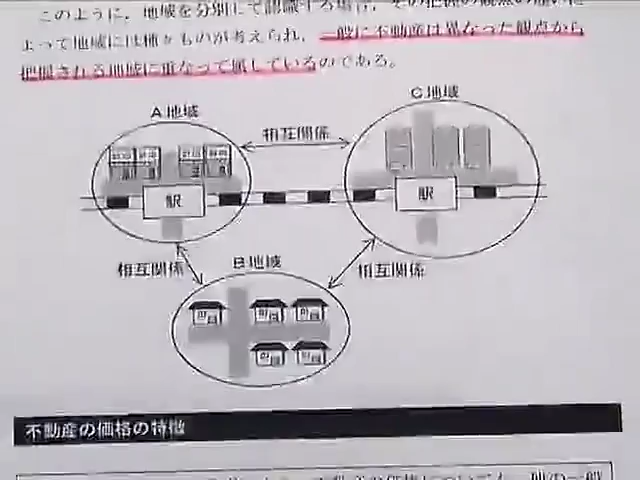 このように，地域を分別して認識する場合，その把握の観点の違いに
よって地域には種々ものが考えられ，一般に不動産は異なった観点から
把握される地域に重なって属しているのである。
A地域
C地域
相互関係
駅
駅
相互関係
B地域
相互関係
不動産の価格の特徴